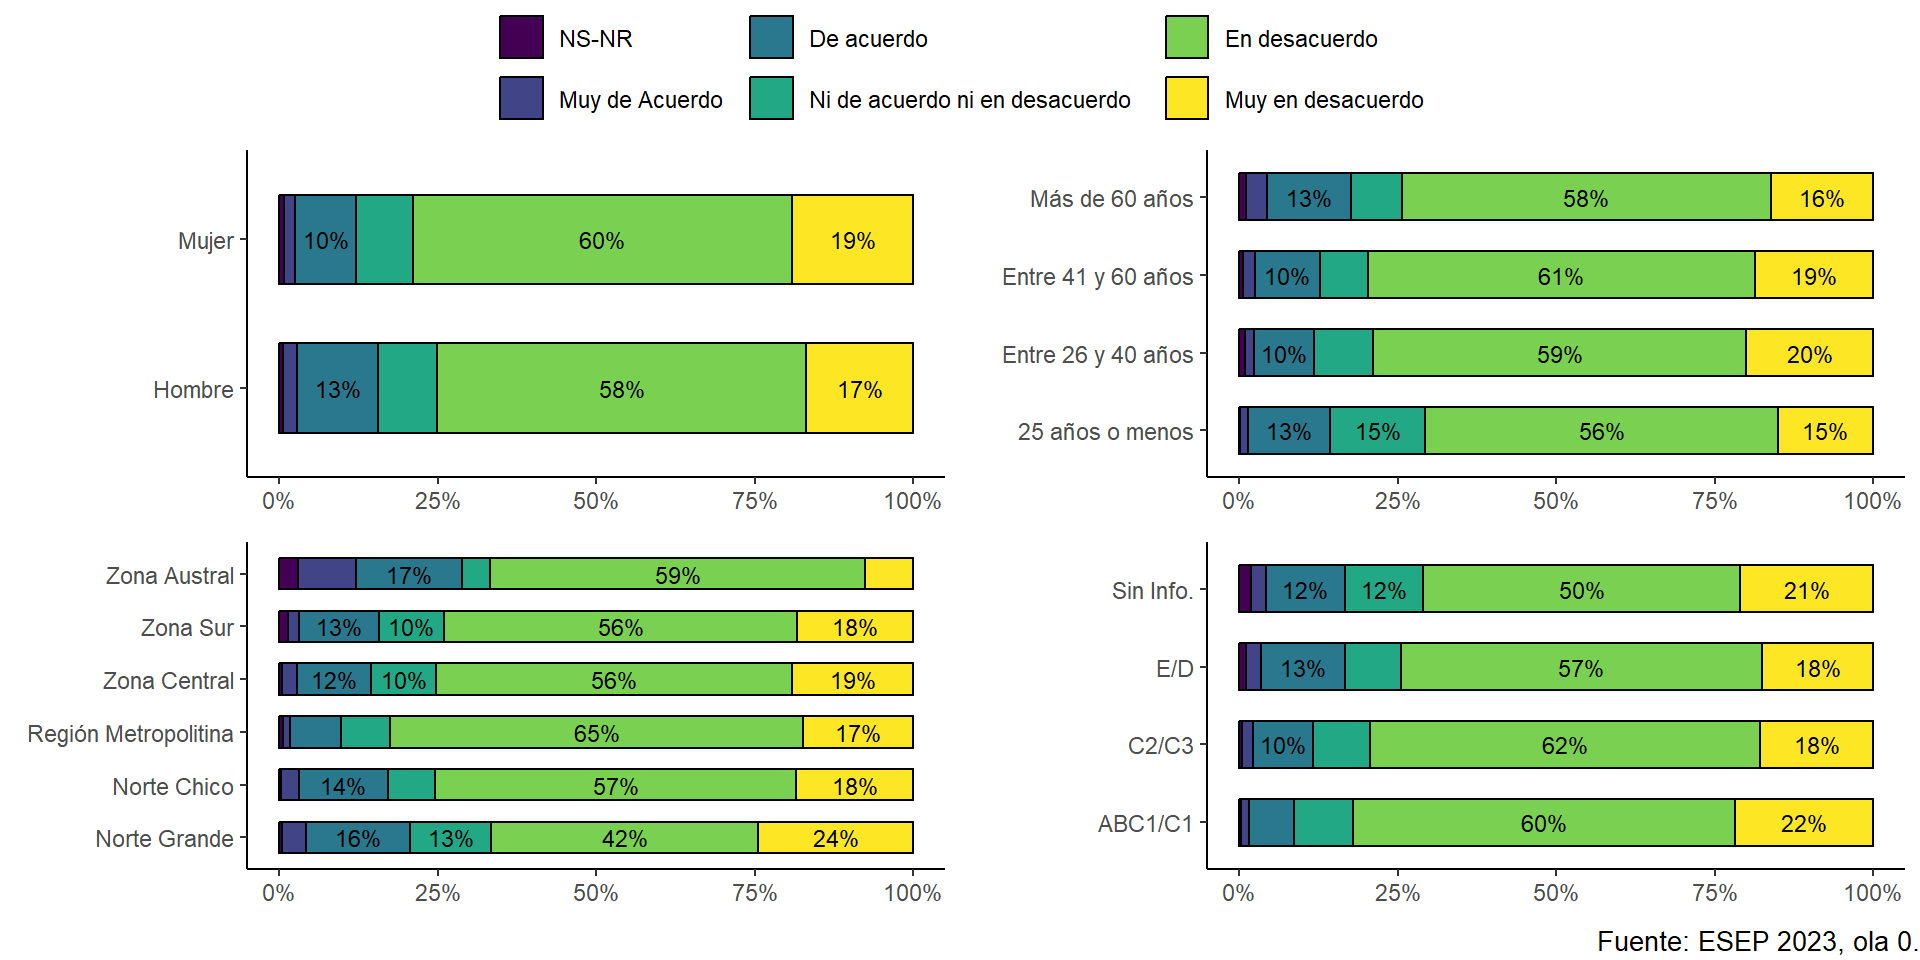 NS-NR De acuerdo En desacuerdo
Muy de Acuerdo Ni de acuerdo ni en desacuerdo Muy en desacuerdo
Mujer 10% 60% 19%
Hombre 13% 58% 17%
0% 25% 50% 75% 100%
Más de 60 años 13% 58% 16%
Entre 41 y 60 años 10% 61% 19%
Entre 26 y 40 años 10% 59% 20%
25 años o menos 13% 15% 56% 15%
0% 25% 50% 75% 100%
Zona Austral 17% 59%
Zona Sur 13% 10% 56% 18%
Zona Central 12% 10% 56% 19%
Región Metropolitina 65% 17%
Norte Chico 14% 57% 18%
Norte Grande 16% 13% 42% 24%
0% 25% 50% 75% 100%
Sin Info. 12% 12% 50% 21%
E/D 13% 57% 18%
C2/C3 10% 62% 18%
ABC1/C1 60% 22%
0% 25% 50% 75% 100%
Fuente: ESEP 2023, ola 0.